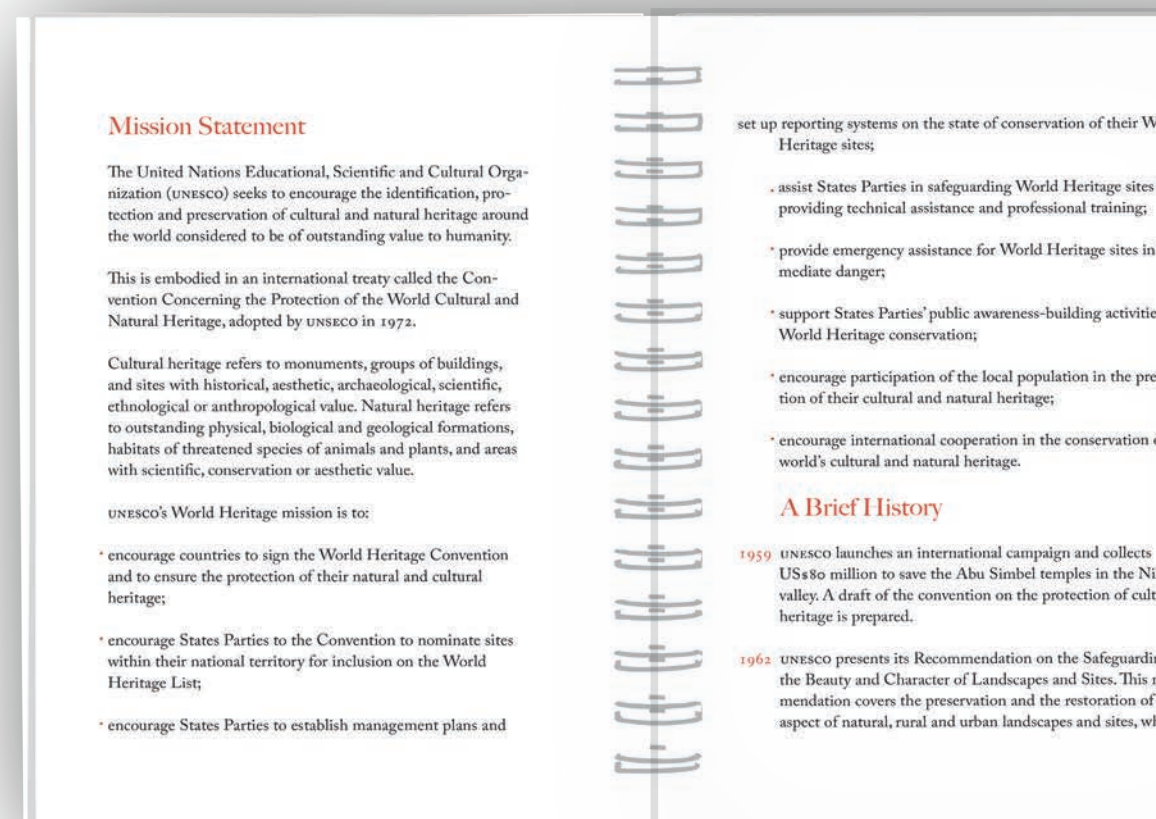 Mission Statement
The United Nations Educational, Scientific and Cultural Orga-
nization (UNESCO) seeks to encourage the identification, pro-
tection and preservation of cultural and natural heritage around
the world considered to be of outstanding value to humanity.
This is embodied in an international treaty called the Con-
vention Concerning the Protection of the World Cultural and
Natural Heritage, adopted by UNSECO in 1972.
Cultural heritage refers to monuments, groups of buildings,
and sites with historical, aesthetic, archaeological, scientific,
ethnological or anthropological value. Natural heritage refers
to outstanding physical, biological and geological formations,
habitats of threatened species of animals and plants, and areas
with scientific, conservation or aesthetic value.
UNESCO's World Heritage mission is to:
· encourage countries to sign the World Heritage Convention
and to ensure the protection of their natural and cultural
heritage;
· encourage States Parties to the Convention to nominate sites
within their national territory for inclusion on the World
Heritage List;
· encourage States Parties to establish management plans and
set up reporting systems on the state of conservation of their W
Heritage sites;
· assist States Parties in safeguarding World Heritage sites
providing technical assistance and professional training;
· provide emergency assistance for World Heritage sites in
mediate danger;
· support States Parties' public awareness-building activitie
World Heritage conservation;
· encourage participation of the local population in the pre
tion of their cultural and natural heritage;
· encourage international cooperation in the conservation
world's cultural and natural heritage.
A Brief History
1959 UNESCO launches an international campaign and collects
US$80 million to save the Abu Simbel temples in the Ni
valley. A draft of the convention on the protection of cult
heritage is prepared.
1962 UNESCO presents its Recommendation on the Safeguardin
the Beauty and Character of Landscapes and Sites. This
mendation covers the preservation and the restoration of
aspect of natural, rural and urban landscapes and sites, wh